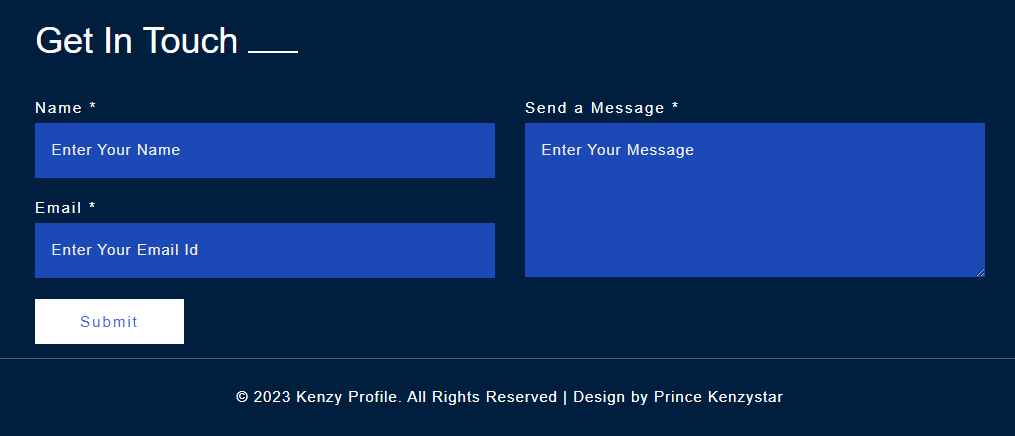 Get In Touch
Name *
Enter Your Name
Email *
Enter Your Email Id
Send a Message *
Enter Your Message
Submit
© 2023 Kenzy Profile. All Rights Reserved | Design by Prince Kenzystar